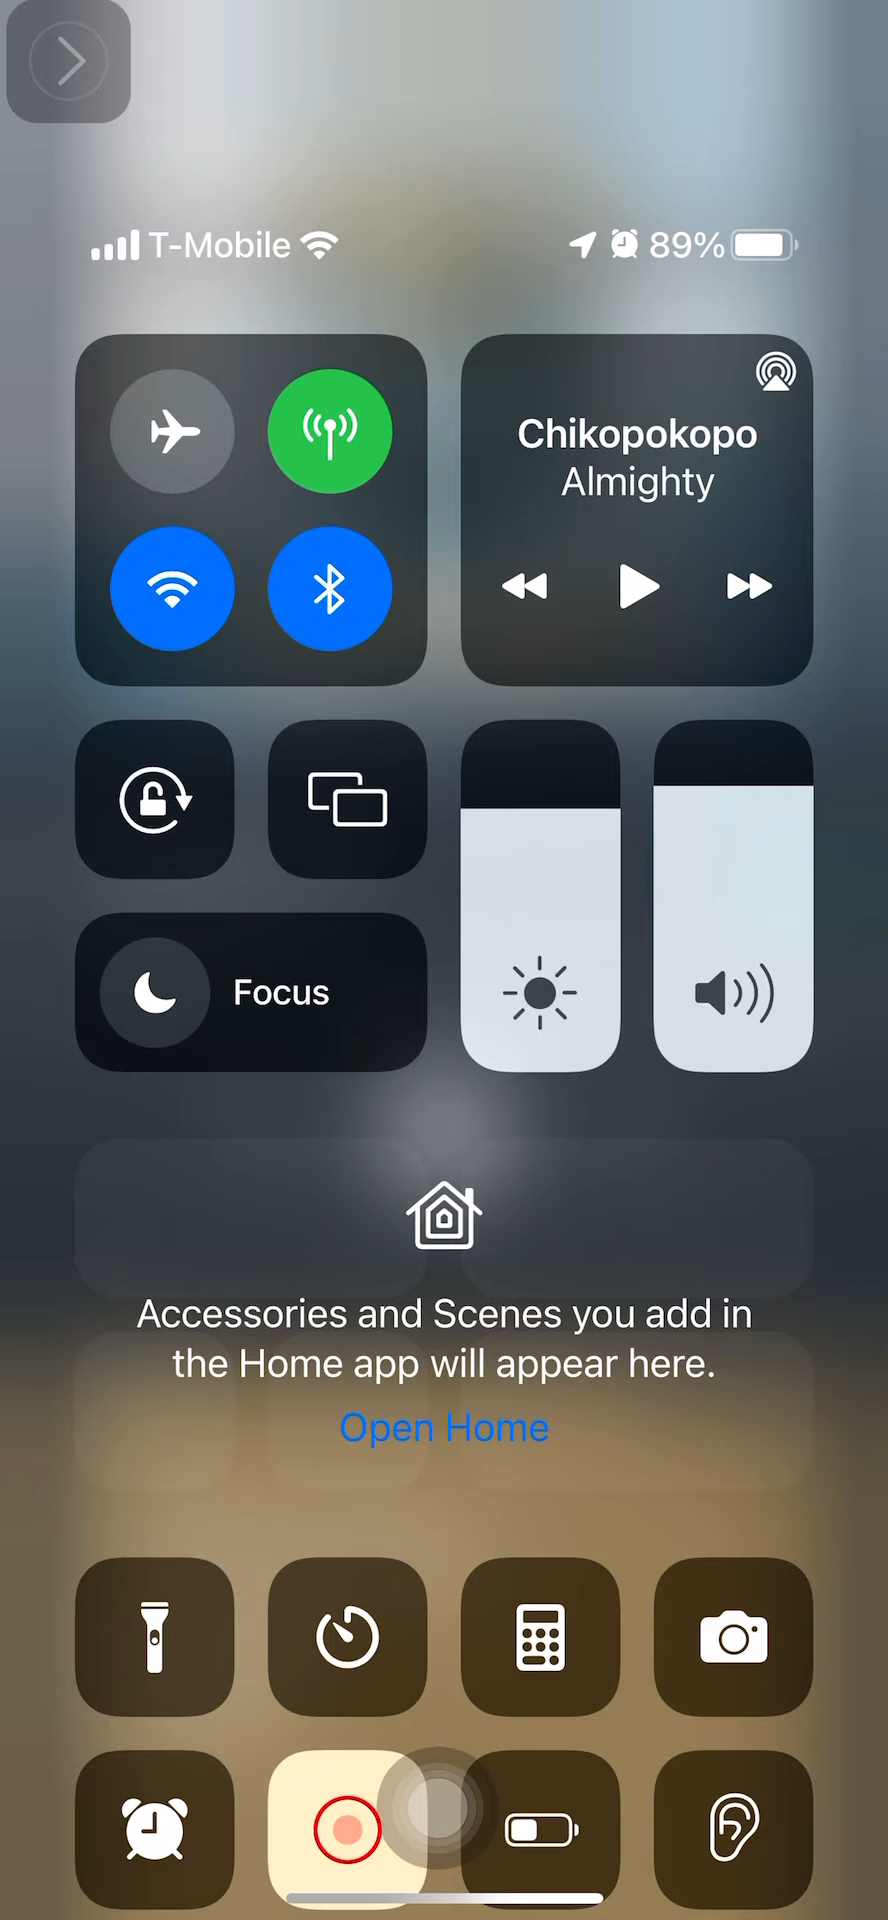 T-Mobile
89%
Chikopokopo
Almighty
Focus
Accessories and Scenes you add in
the Home app will appear here.
Open Home